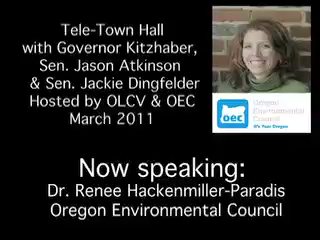 Tele-Town Hall
with Governor Kitzhaber,
Sen. Jason Atkinson
& Sen. Jackie Dingfelder
Hosted by OLCV & OEC
March 2011
oec
Oregon
Environmental
Council
It's Your Oregon
Now speaking:
Dr. Renee Hackenmiller-Paradis
Oregon Environmental Council